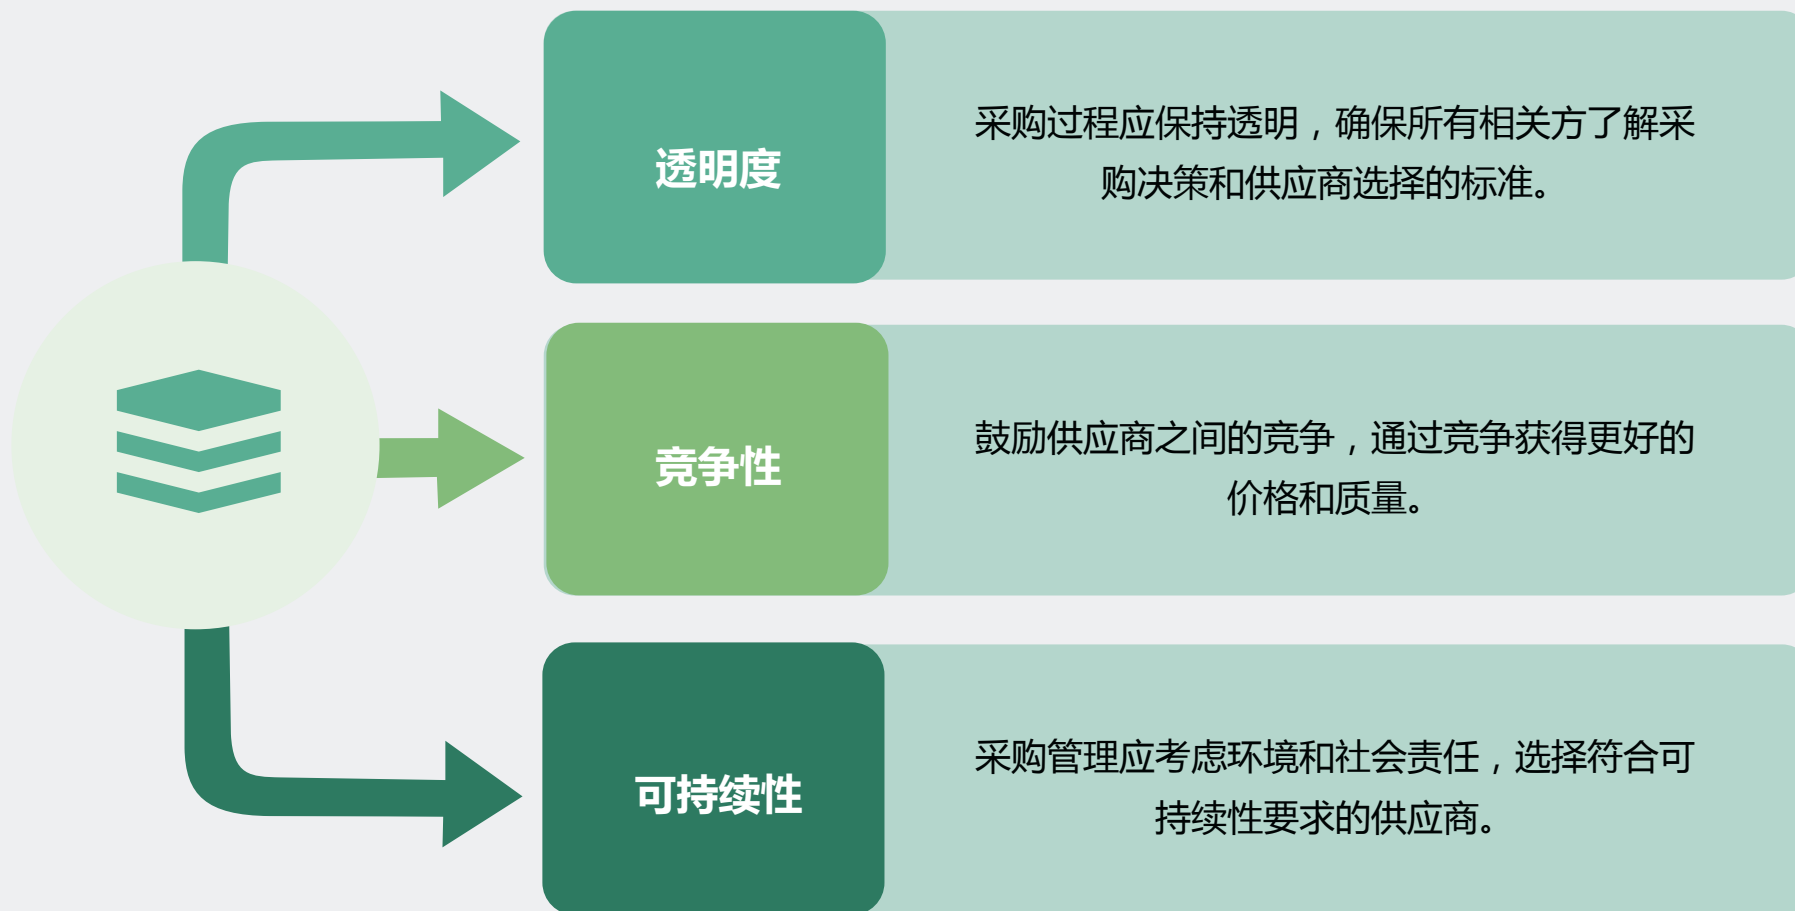 透明度
采购过程应保持透明，确保所有相关方了解采
购决策和供应商选择的标准。
竞争性
鼓励供应商之间的竞争，通过竞争获得更好的
价格和质量。
可持续性
采购管理应考虑环境和社会责任，选择符合可
持续性要求的供应商。